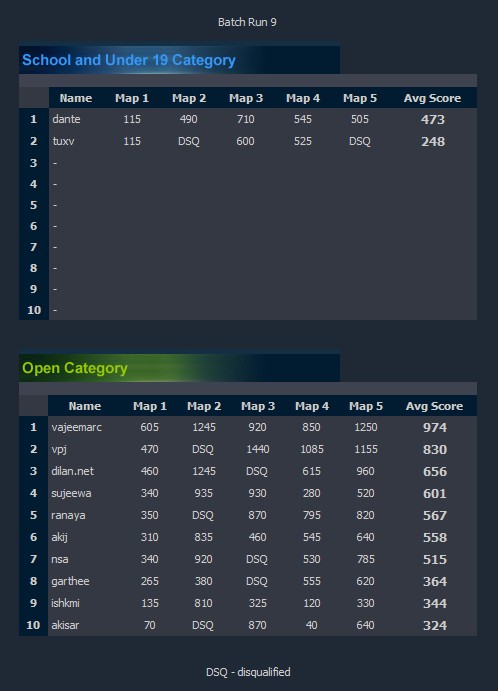 Batch Run 9
School and Under 19 Category
Name Map 1 Map 2 Map 3 Map 4 Map 5 Avg Score
1 dante 115 490 710 545 505 473
2 tuxv 115 DSQ 600 525 DSQ 248
3 -
4 -
5 -
6 -
7 -
8 -
9 -
10 -
Open Category
Name Map 1 Map 2 Map 3 Map 4 Map 5 Avg Score
1 vajeemarc 605 1245 920 850 1250 974
2 vpj 470 DSQ 1440 1085 1155 830
3 dilan.net 460 1245 DSQ 615 960 656
4 sujeewa 340 935 930 280 520 601
5 ranaya 350 DSQ 870 795 820 567
6 akij 310 835 460 545 640 558
7 nsa 340 920 DSQ 530 785 515
8 garthee 265 380 DSQ 555 620 364
9 ishkmi 135 810 325 120 330 344
10 akisar 70 DSQ 870 40 640 324
DSQ - disqualified